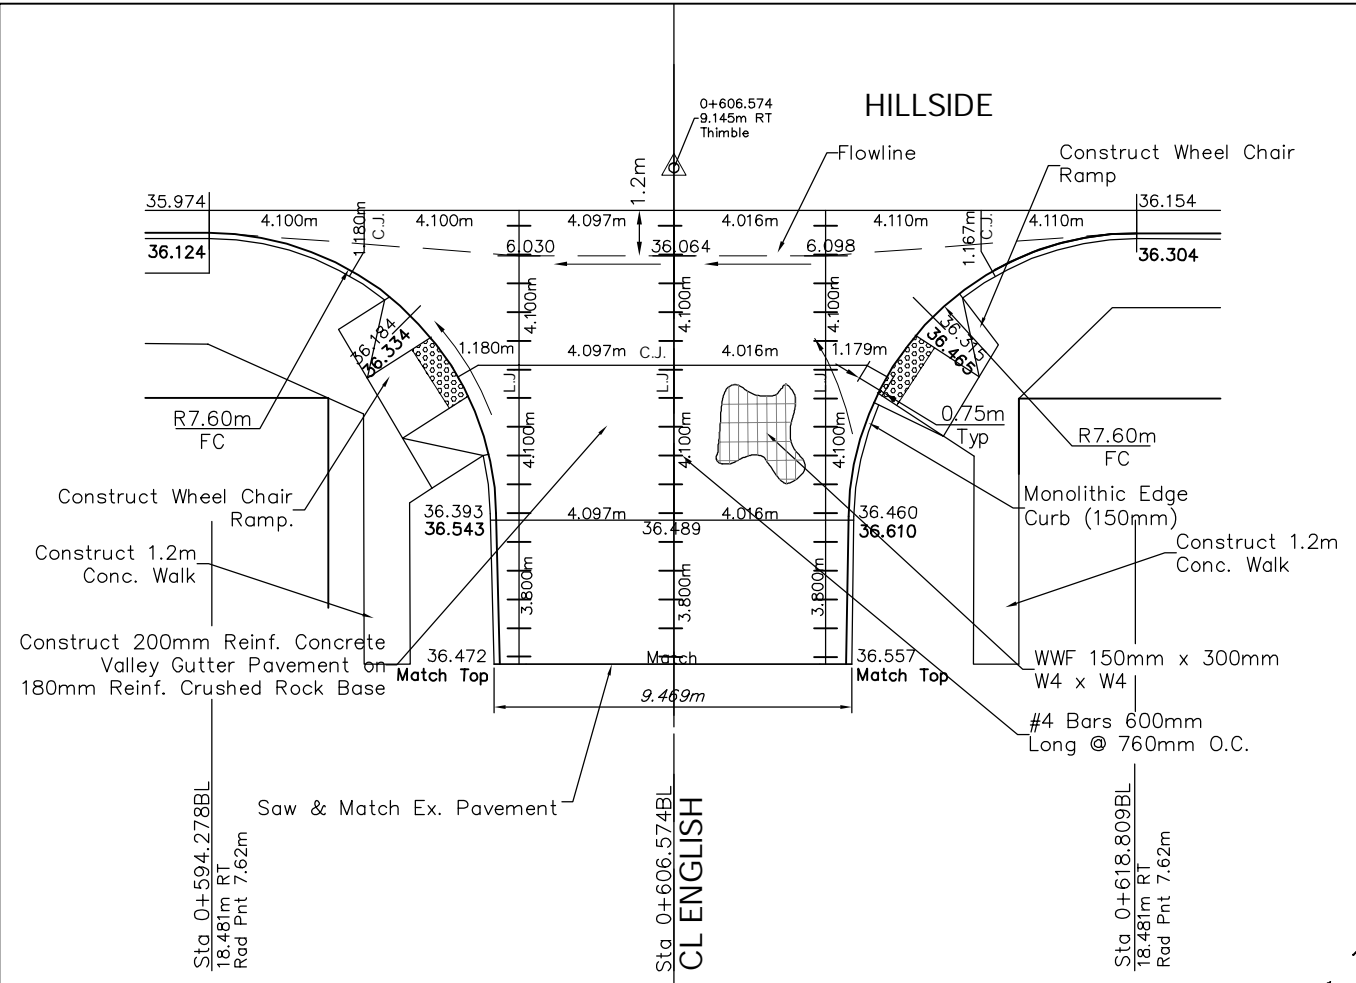 0+606.574
9.145m RT
Thimble
HILLSIDE
Flowline
Construct Wheel Chair
Ramp
1.2m
35.974
36.154
4.100m
1.180m
C.J.
4.100m
4.097m
4.016m
4.110m
1.167m
C.J.
4.110m
36.124
6.030
36.064
6.098
36.304
4.100m
4.100m
4.100m
36.184
36.334
36.315
36.465
1.180m
4.097m
C.J.
4.016m
1.179m
L.J.
L.J.
L.J.
R7.60m
FC
0.75m
Typ
R7.60m
FC
4.100m
4.100m
4.100m
Construct Wheel Chair
Ramp.
Monolithic Edge
Curb (150mm)
36.393
36.543
4.097m
36.489
4.016m
36.460
36.610
Construct 1.2m
Conc. Walk
Construct 1.2m
Conc. Walk
3.800m
3.800m
3.800m
Construct 200mm Reinf. Concrete
Valley Gutter Pavement on
180mm Reinf. Crushed Rock Base
36.472
Match Top
Match
36.557
Match Top
WWF 150mm x 300mm
W4 x W4
9.469m
#4 Bars 600mm
Long @ 760mm O.C.
Saw & Match Ex. Pavement
Sta 0+594.278BL
18.481m RT
Rad Pnt 7.62m
Sta 0+606.574BL
CL ENGLISH
Sta 0+618.809BL
18.481m RT
Rad Pnt 7.62m